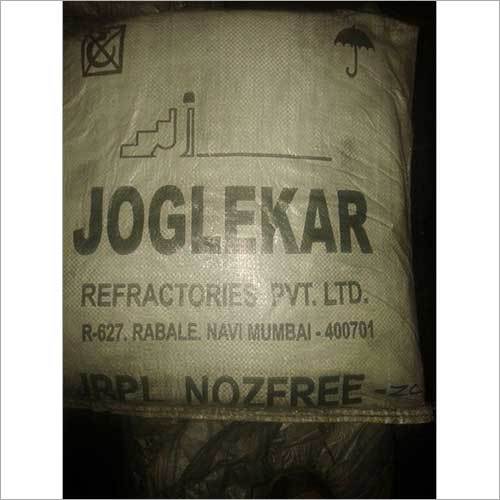 JOGLEKAR
REFRACTORIES PVT. LTD.
R-627, RABALE, NAVI MUMBAI - 400701
JRPL NOZFREE